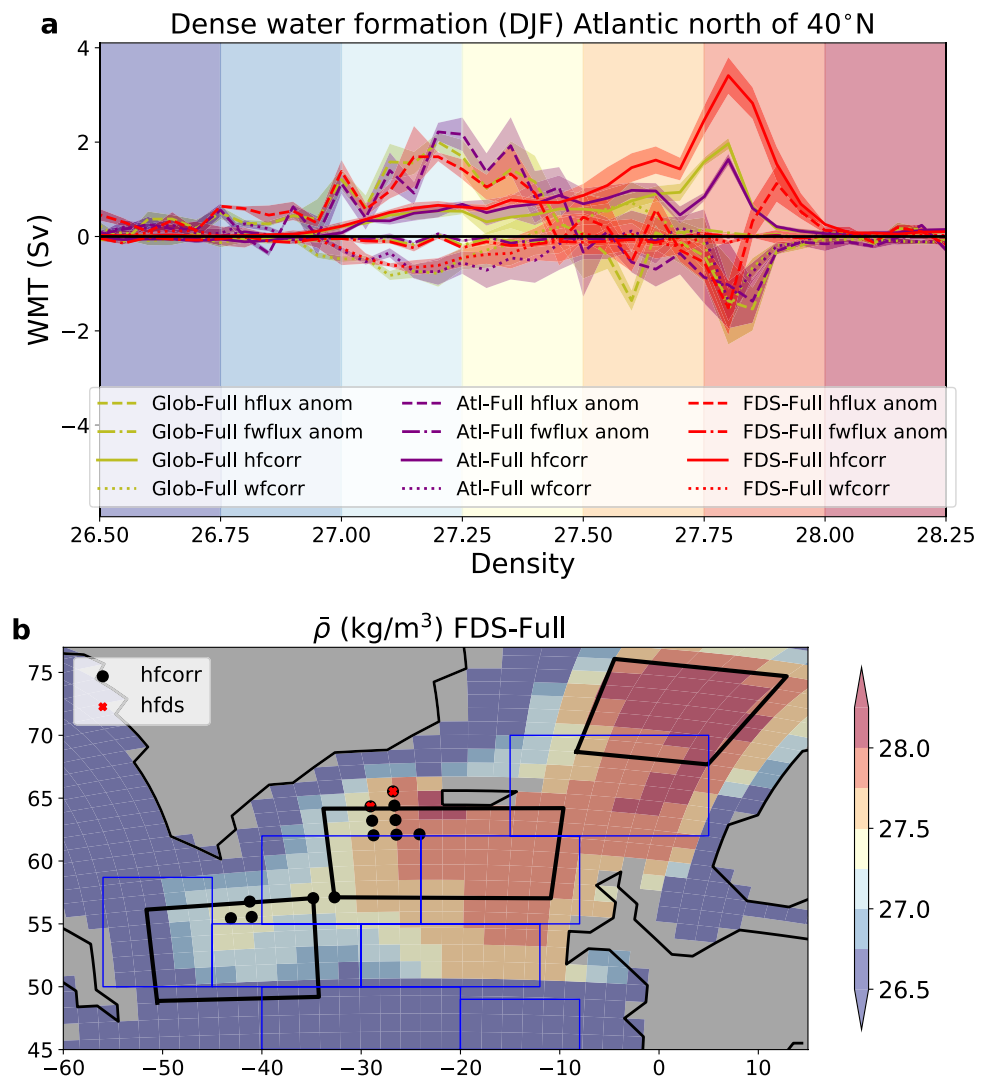 a Dense water formation (DJF) Atlantic north of 40°N
WMT (Sv)
4
2
0
−2
−4
Glob-Full hflux anom
Glob-Full fwflux anom
Glob-Full hfcorr
Glob-Full wfcorr
Atl-Full hflux anom
Atl-Full fwflux anom
Atl-Full hfcorr
Atl-Full wfcorr
FDS-Full hflux anom
FDS-Full fwflux anom
FDS-Full hfcorr
FDS-Full wfcorr
26.50 26.75 27.00 27.25 27.50 27.75 28.00 28.25
Density
b ρ̄ (kg/m³) FDS-Full
hfcorr
hfds
75
70
65
60
55
50
45
−60 −50 −40 −30 −20 −10 0 10
28.0
27.5
27.0
26.5